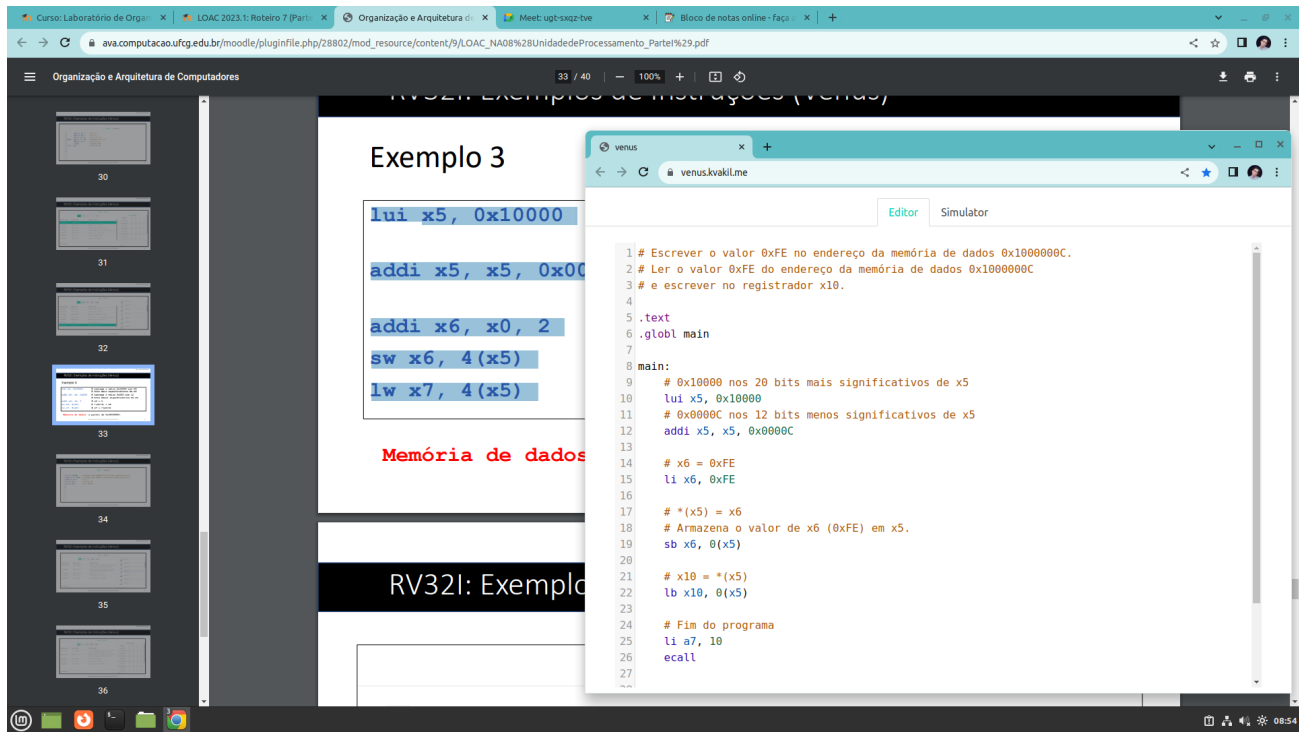 Curso: Laboratório de Organ
LOAC 2023.1: Roteiro 7 (Parte
Organização e Arquitetura de
Meet: ugt-sxqz-tve
Bloco de notas online - faça
ava.computacao.ufcg.edu.br/moodle/pluginfile.php/28802/mod_resource/content/9/LOAC_NA08%28UnidadedeProcessamento_ParteI%29.pdf
Organização e Arquitetura de Computadores
33 / 40
100%
RV32I: Exemplos de Instruções (Venus)
30
31
32
33
34
35
36
Exemplo 3
lui x5, 0x10000
addi x5, x5, 0x00
addi x6, x0, 2
sw x6, 4(x5)
lw x7, 4(x5)
Memória de dados
RV32I: Exemplo
venus
venus.kvakil.me
Editor
Simulator
1 # Escrever o valor 0xFE no endereço da memória de dados 0x1000000C.
2 # Ler o valor 0xFE do endereço da memória de dados 0x1000000C
3 # e escrever no registrador x10.
4
5 .text
6 .globl main
7
8 main:
9 # 0x10000 nos 20 bits mais significativos de x5
10 lui x5, 0x10000
11 # 0x0000C nos 12 bits menos significativos de x5
12 addi x5, x5, 0x0000C
13
14 # x6 = 0xFE
15 li x6, 0xFE
16
17 # *(x5) = x6
18 # Armazena o valor de x6 (0xFE) em x5.
19 sb x6, 0(x5)
20
21 # x10 = *(x5)
22 lb x10, 0(x5)
23
24 # Fim do programa
25 li a7, 10
26 ecall
27
3
08:54